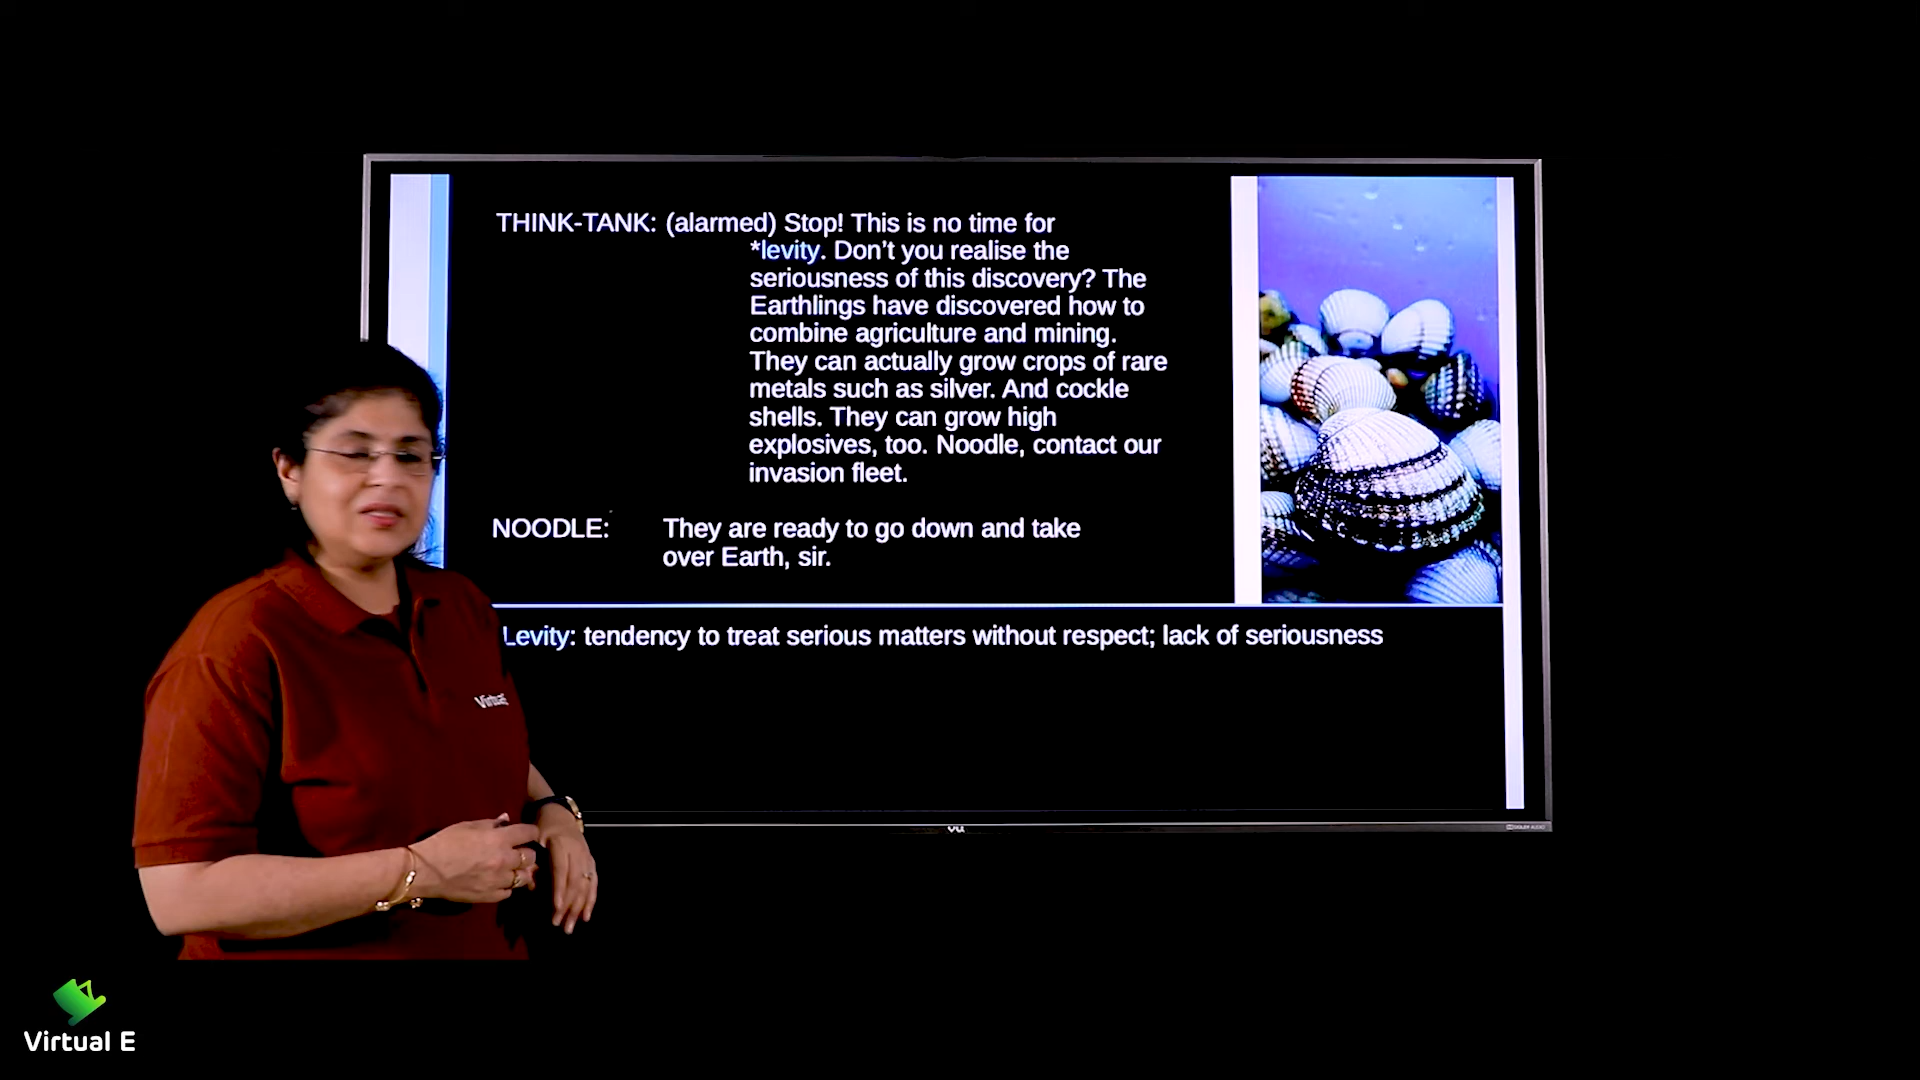 THINK-TANK: (alarmed) Stop! This is no time for
*levity. Don't you realise the
seriousness of this discovery? The
Earthlings have discovered how to
combine agriculture and mining.
They can actually grow crops of rare
metals such as silver. And cockle
shells. They can grow high
explosives, too. Noodle, contact our
invasion fleet.
NOODLE: They are ready to go down and take
over Earth, sir.
Levity: tendency to treat serious matters without respect; lack of seriousness
VirtualE
Vu
DOLBY AUDIO
Virtual E